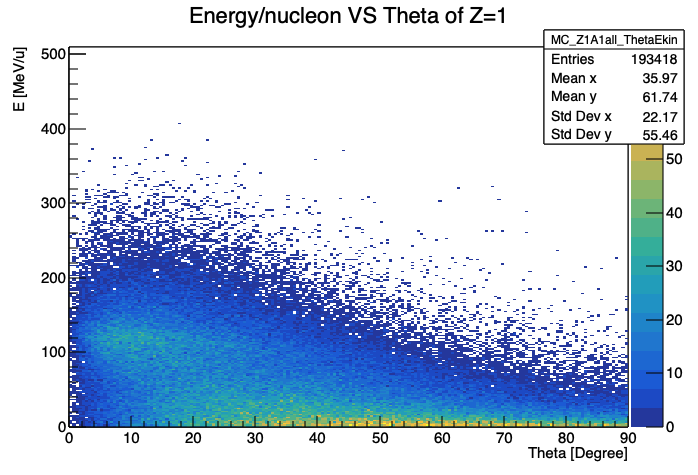 Energy/nucleon VS Theta of Z=1
MC_Z1A1all_ThetaEkin
Entries 193418
Mean x 35.97
Mean y 61.74
Std Dev x 22.17
Std Dev y 55.46
E [MeV/u]
500
400
300
200
100
0
0 10 20 30 40 50 60 70 80 90
Theta [Degree]
50
40
30
20
10
0